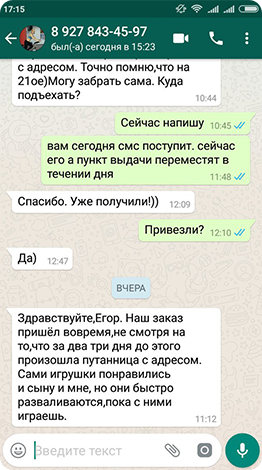 17:15
8 927 843-45-97
был(-а) сегодня в 15:23
с адресом. Точно помню,что на
21ое)Могу забрать сама. Куда
подъехать?
10:44
Сейчас напишу
10:45
вам сегодня смс поступит. сейчас
его а пункт выдачи переместят в
течении дня
11:48
Спасибо. Уже получили!))
12:09
Привезли?
12:10
Да)
12:47
ВЧЕРА
Здравствуйте,Егор. Наш заказ
пришёл вовремя,не смотря на
то,что за два три дня до этого
произошла путанница с адресом.
Сами игрушки понравились
и сыну и мне, но они быстро
разваливаются,пока с ними
играешь.
11:12
Введите текст